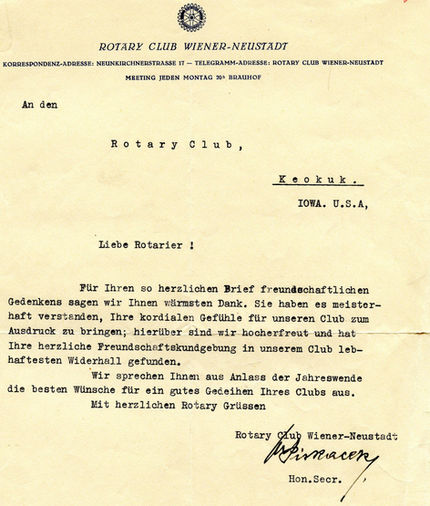 ROTARY CLUB WIENER-NEUSTADT
KORRESPONDENZ-ADRESSE: NEUNKIRCHNERSTRASSE 17 — TELEGRAMM-ADRESSE: ROTARY CLUB WIENER-NEUSTADT
MEETING JEDEN MONTAG 20h BRAUHOF
An den
Rotary Club,
Keokuk.
IOWA. U.S.A,
Liebe Rotarier !
Für Ihren so herzlichen Brief freundschaftlichen
Gedenkens sagen wir Ihnen wärmsten Dank. Sie haben es meister-
haft verstanden, Ihre kordialen Gefühle für unseren Club zum
Ausdruck zu bringen; hierüber sind wir hocherfreut und hat
Ihre herzliche Freundschaftskundgebung in unserem Club leb-
haftesten Widerhall gefunden.
Wir sprechen Ihnen aus Anlass der Jahreswende
die besten Wünsche für ein gutes Gedeihen Ihres Clubs aus.
Mit herzlichen Rotary Grüssen
Rotary Club Wiener-Neustadt
Hon.Secr.